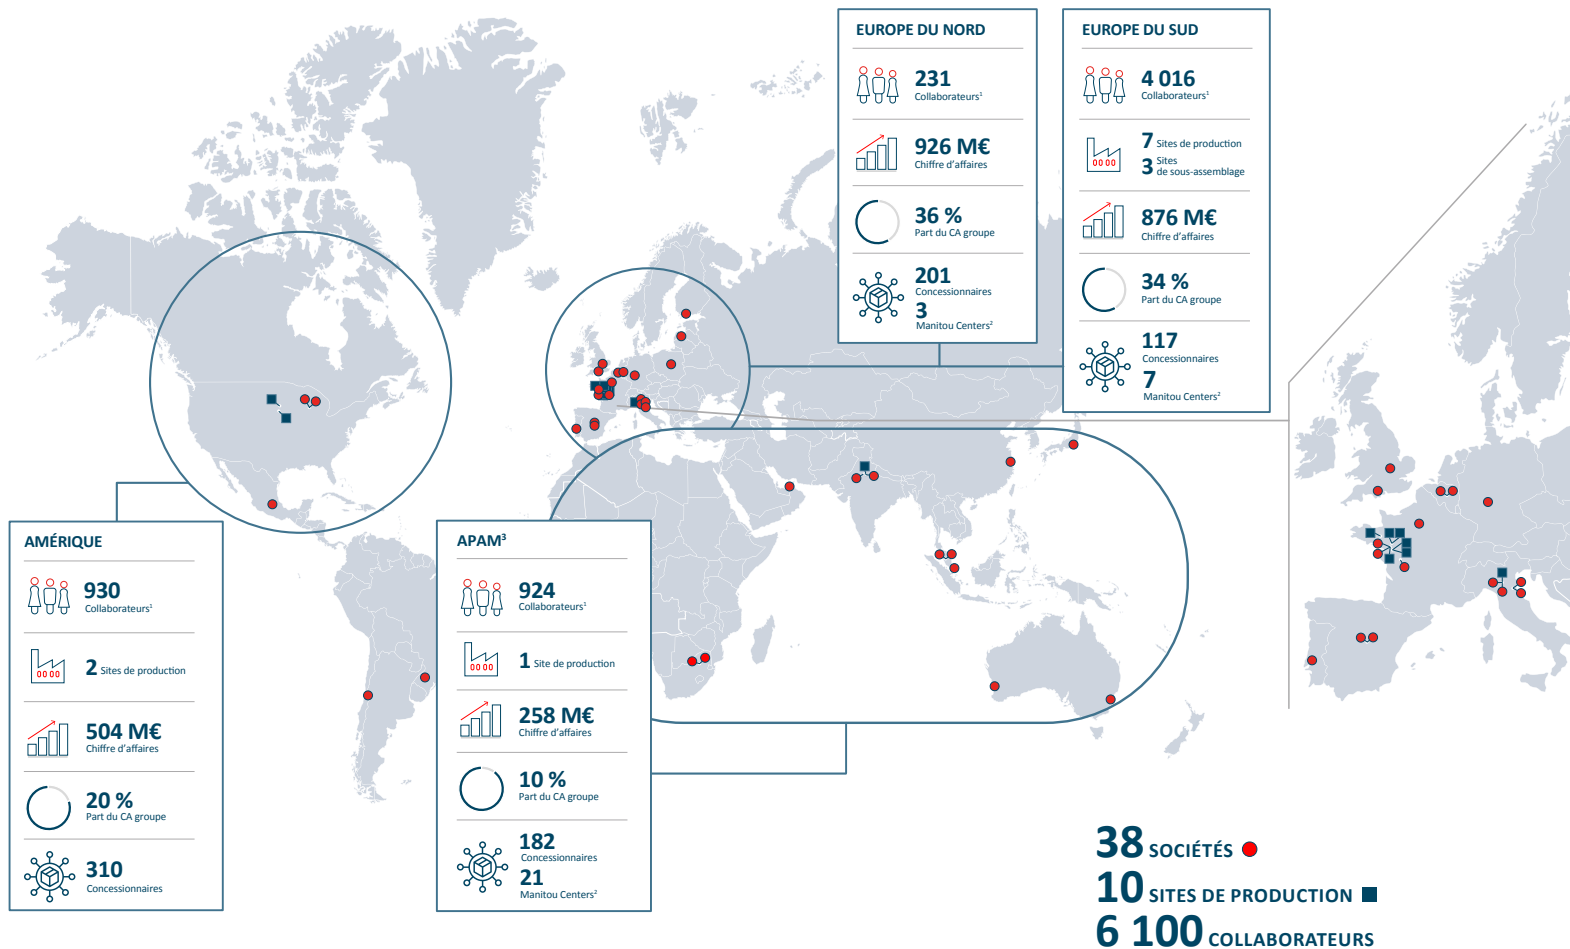 EUROPE DU NORD
231
Collaborateurs¹
926 M€
Chiffre d’affaires
36 %
Part du CA groupe
201
Concessionnaires
3
Manitou Centers²
EUROPE DU SUD
4 016
Collaborateurs¹
7 Sites de production
3 Sites
de sous-assemblage
876 M€
Chiffre d’affaires
34 %
Part du CA groupe
117
Concessionnaires
7
Manitou Centers²
AMÉRIQUE
930
Collaborateurs¹
2 Sites de production
504 M€
Chiffre d’affaires
20 %
Part du CA groupe
310
Concessionnaires
APAM³
924
Collaborateurs¹
1 Site de production
258 M€
Chiffre d’affaires
10 %
Part du CA groupe
182
Concessionnaires
21
Manitou Centers²
38 SOCIÉTÉS
10 SITES DE PRODUCTION
6 100 COLLABORATEURS